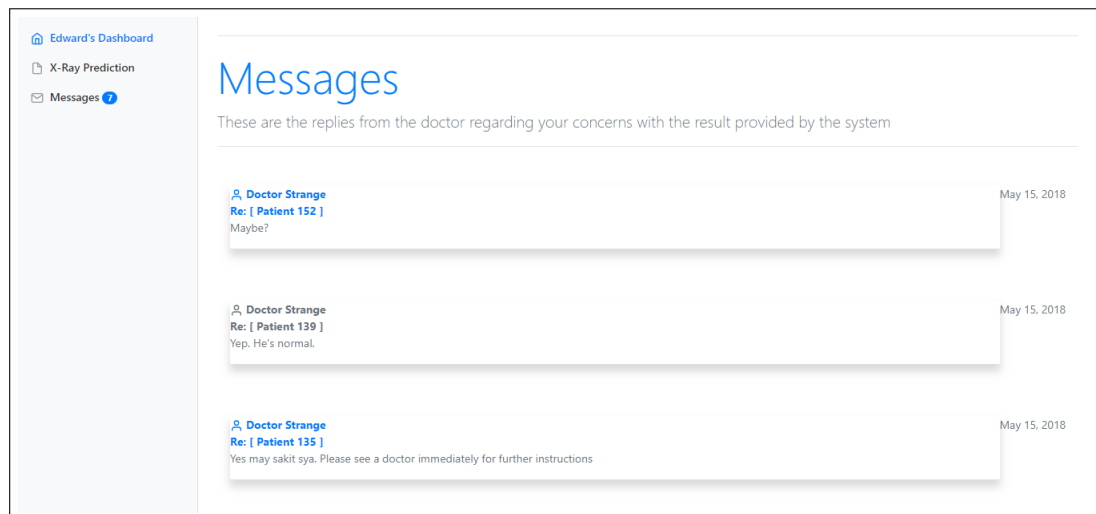 Edward's Dashboard
X-Ray Prediction
Messages 7
Messages
These are the replies from the doctor regarding your concerns with the result provided by the system
Doctor Strange
May 15, 2018
Re: [ Patient 152 ]
Maybe?
Doctor Strange
May 15, 2018
Re: [ Patient 139 ]
Yep. He's normal.
Doctor Strange
May 15, 2018
Re: [ Patient 135 ]
Yes may sakit sya. Please see a doctor immediately for further instructions